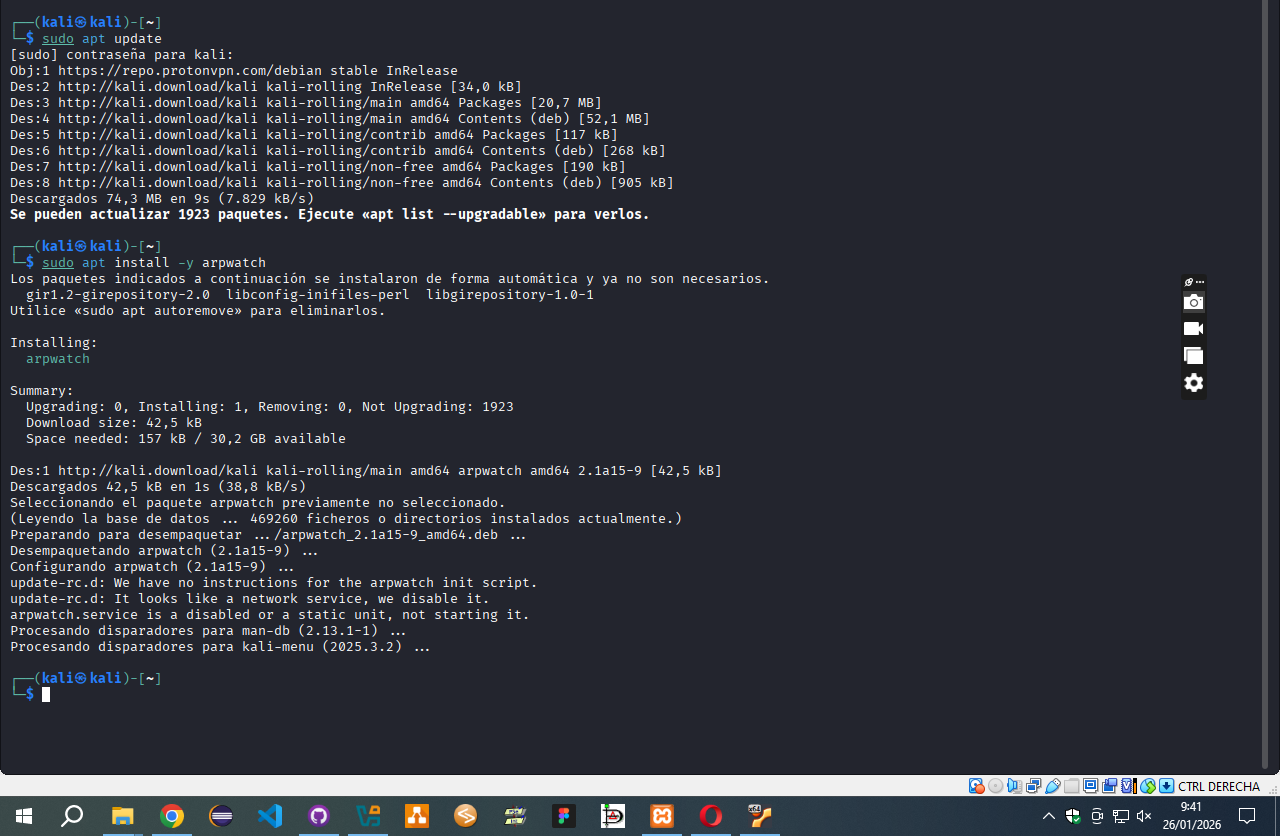 ┌──(kali㉿kali)-[~]
└─$ sudo apt update
[sudo] contraseña para kali:
Obj:1 https://repo.protonvpn.com/debian stable InRelease
Des:2 http://kali.download/kali kali-rolling InRelease [34,0 kB]
Des:3 http://kali.download/kali kali-rolling/main amd64 Packages [20,7 MB]
Des:4 http://kali.download/kali kali-rolling/main amd64 Contents (deb) [52,1 MB]
Des:5 http://kali.download/kali kali-rolling/contrib amd64 Packages [117 kB]
Des:6 http://kali.download/kali kali-rolling/contrib amd64 Contents (deb) [268 kB]
Des:7 http://kali.download/kali kali-rolling/non-free amd64 Packages [190 kB]
Des:8 http://kali.download/kali kali-rolling/non-free amd64 Contents (deb) [905 kB]
Descargados 74,3 MB en 9s (7.829 kB/s)
Se pueden actualizar 1923 paquetes. Ejecute «apt list --upgradable» para verlos.
┌──(kali㉿kali)-[~]
└─$ sudo apt install -y arpwatch
Los paquetes indicados a continuación se instalaron de forma automática y ya no son necesarios.
gir1.2-girepository-2.0 libconfig-inifiles-perl libgirepository-1.0-1
Utilice «sudo apt autoremove» para eliminarlos.
Installing:
arpwatch
Summary:
Upgrading: 0, Installing: 1, Removing: 0, Not Upgrading: 1923
Download size: 42,5 kB
Space needed: 157 kB / 30,2 GB available
Des:1 http://kali.download/kali kali-rolling/main amd64 arpwatch amd64 2.1a15-9 [42,5 kB]
Descargados 42,5 kB en 1s (38,8 kB/s)
Seleccionando el paquete arpwatch previamente no seleccionado.
(Leyendo la base de datos ... 469260 ficheros o directorios instalados actualmente.)
Preparando para desempaquetar .../arpwatch_2.1a15-9_amd64.deb ...
Desempaquetando arpwatch (2.1a15-9) ...
Configurando arpwatch (2.1a15-9) ...
update-rc.d: We have no instructions for the arpwatch init script.
update-rc.d: It looks like a network service, we disable it.
arpwatch.service is a disabled or a static unit, not starting it.
Procesando disparadores para man-db (2.13.1-1) ...
Procesando disparadores para kali-menu (2025.3.2) ...
┌──(kali㉿kali)-[~]
└─$
CTRL DERECHA
9:41
26/01/2026